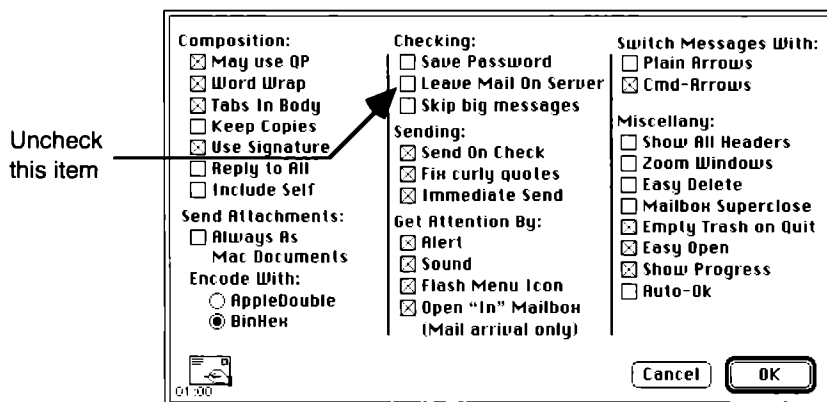 Uncheck
this item
Composition:
May use QP
Word Wrap
Tabs In Body
Keep Copies
Use Signature
Reply to All
Include Self
Send Attachments:
Always As
Mac Documents
Encode With:
AppleDouble
BinHex
01:00
Checking:
Save Password
Leave Mail On Server
Skip big messages
Sending:
Send On Check
Fix curly quotes
Immediate Send
Get Attention By:
Alert
Sound
Flash Menu Icon
Open “In” Mailbox
(Mail arrival only)
Switch Messages With:
Plain Arrows
Cmd-Arrows
Miscellany:
Show All Headers
Zoom Windows
Easy Delete
Mailbox Superclose
Empty Trash on Quit
Easy Open
Show Progress
Auto-Ok
Cancel
OK